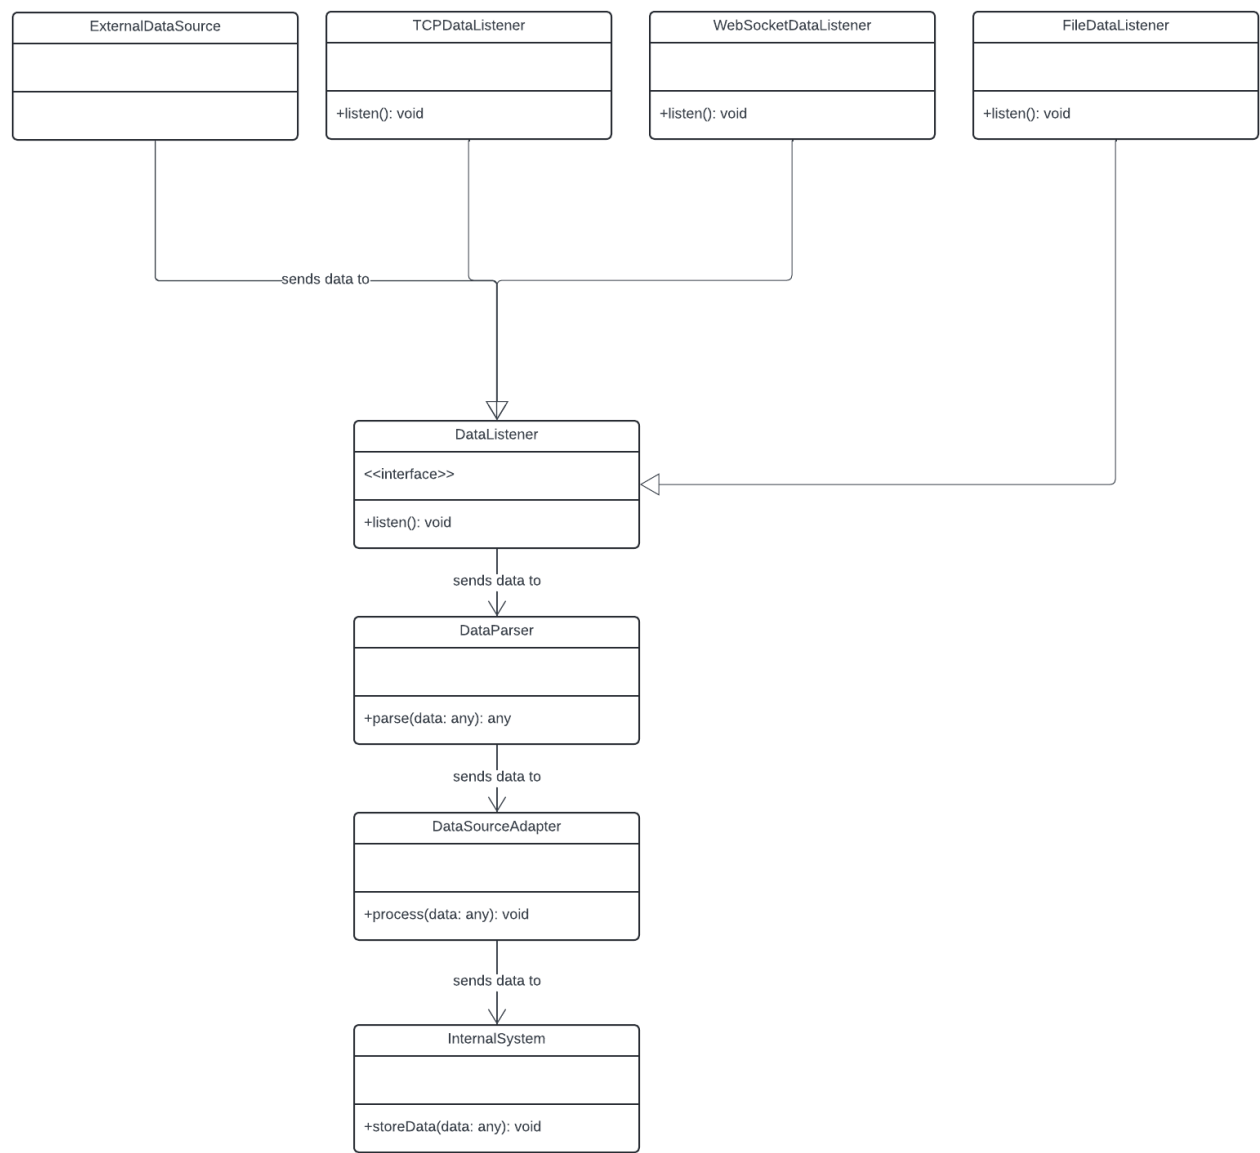 ExternalDataSource
TCPDataListener
+listen(): void
WebSocketDataListener
+listen(): void
FileDataListener
+listen(): void
sends data to
DataListener
<<interface>>
+listen(): void
sends data to
DataParser
+parse(data: any): any
sends data to
DataSourceAdapter
+process(data: any): void
sends data to
InternalSystem
+storeData(data: any): void